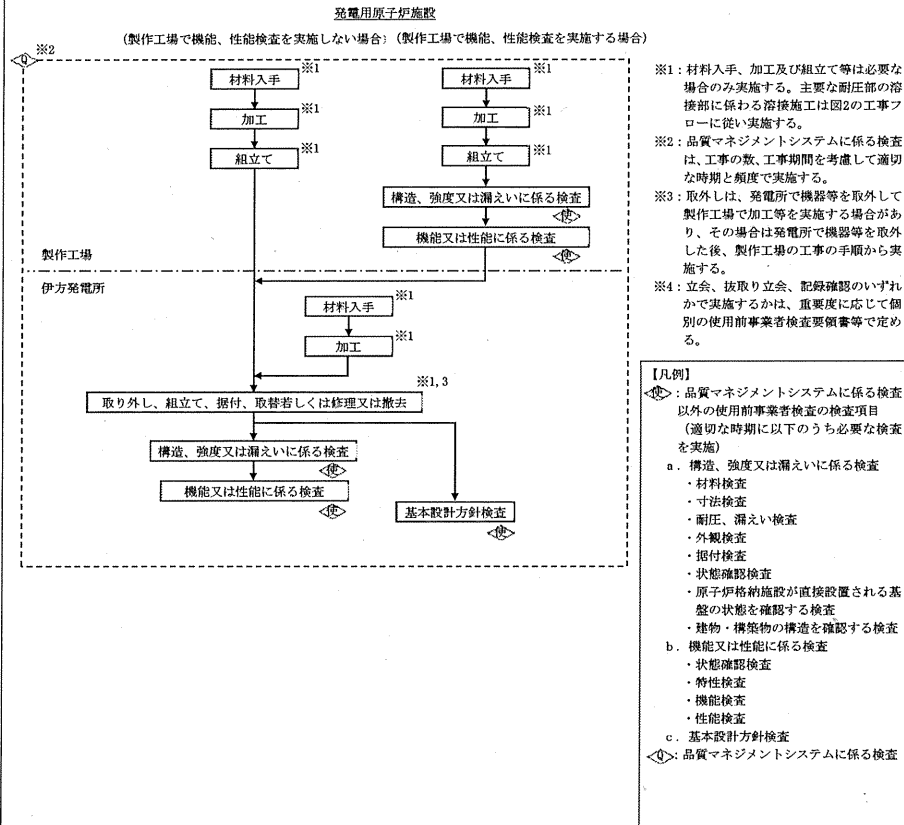 発電用原子炉施設
(製作工場で機能、性能検査を実施しない場合) (製作工場で機能、性能検査を実施する場合)
Q ※2
材料入手 ※1
加工 ※1
組立て ※1
材料入手 ※1
加工 ※1
組立て ※1
構造、強度又は漏えいに係る検査
使
機能又は性能に係る検査
使
製作工場
伊方発電所
材料入手 ※1
加工 ※1
※1,3
取り外し、組立て、据付、取替若しくは修理又は撤去
構造、強度又は漏えいに係る検査
使
機能又は性能に係る検査
使
基本設計方針検査
使
※1：材料入手、加工及び組立て等は必要な
場合のみ実施する。主要な耐圧部の溶
接部に係わる溶接施工は図2の工事フ
ローに従い実施する。
※2：品質マネジメントシステムに係る検査
は、工事の数、工事期間を考慮して適切
な時期と頻度で実施する。
※3：取外しは、発電所で機器等を取外して
製作工場で加工等を実施する場合があ
り、その場合は発電所で機器等を取外
した後、製作工場の工事の手順から実
施する。
※4：立会、抜取り立会、記録確認のいずれ
かで実施するかは、重要度に応じて個
別の使用前事業者検査要領書等で定め
る。
【凡例】
使：品質マネジメントシステムに係る検査
以外の使用前事業者検査の検査項目
(適切な時期に以下のうち必要な検査
を実施)
a．構造、強度又は漏えいに係る検査
・材料検査
・寸法検査
・耐圧、漏えい検査
・外観検査
・据付検査
・状態確認検査
・原子炉格納施設が直接設置される基
盤の状態を確認する検査
・建物・構築物の構造を確認する検査
b．機能又は性能に係る検査
・状態確認検査
・特性検査
・機能検査
・性能検査
c．基本設計方針検査
Q：品質マネジメントシステムに係る検査